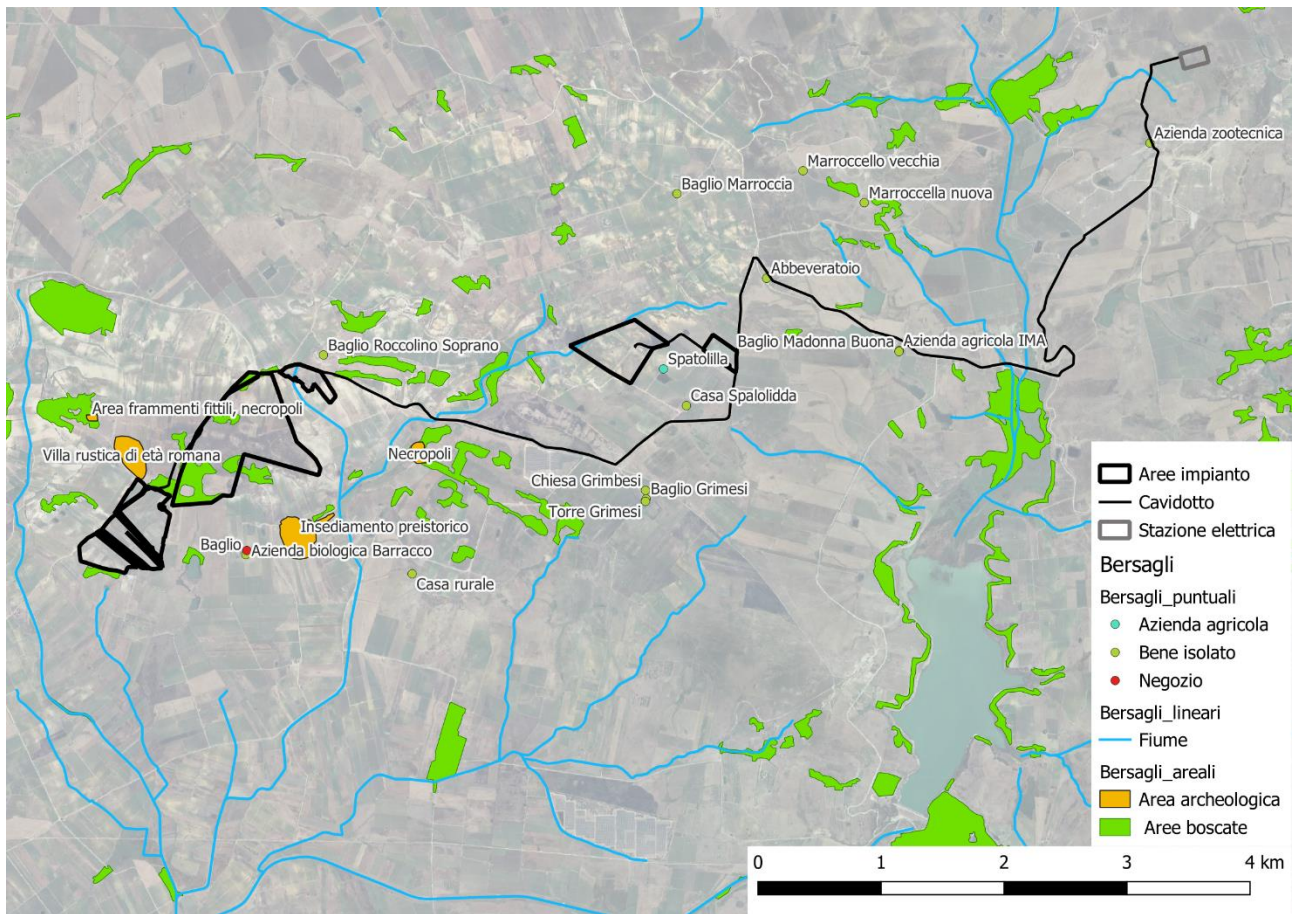 Azienda zootecnica
Marroccello vecchia
Baglio Marroccia
Marroccella nuova
Abbeveratoio
Baglio Madonna Buona
Azienda agricola IMA
Baglio Roccolino Soprano
Spatolilla
Casa Spalolidda
Area frammenti fittili, necropoli
Villa rustica di età romana
Necropoli
Chiesa Grimbesi
Baglio Grimesi
Torre Grimesi
Insediamento preistorico
Baglio
Azienda biologica Barracco
Casa rurale
Aree impianto
Cavidotto
Stazione elettrica
Bersagli
Bersagli_puntuali
Azienda agricola
Bene isolato
Negozio
Bersagli_lineari
Fiume
Bersagli_areali
Area archeologica
Aree boscate
0 1 2 3 4 km